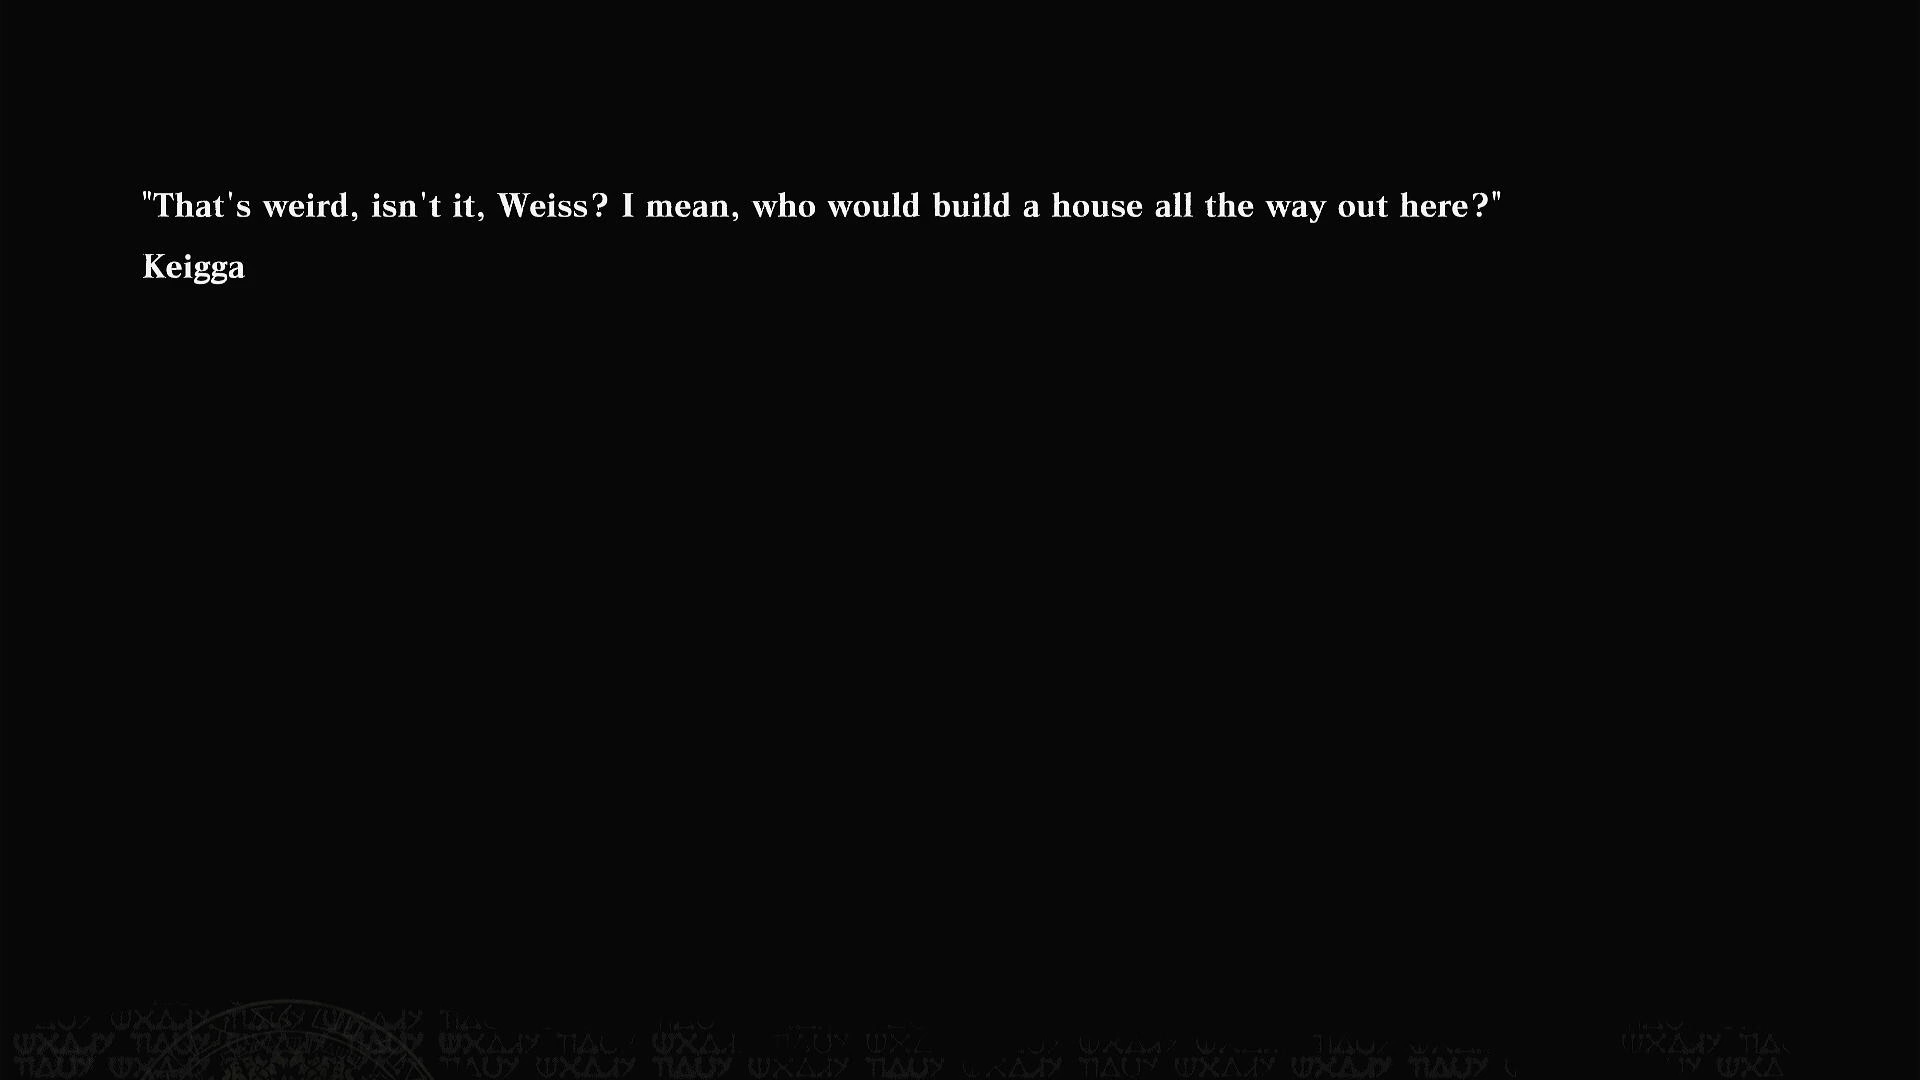 "That's weird, isn't it, Weiss? I mean, who would build a house all the way out here?"
Keigga